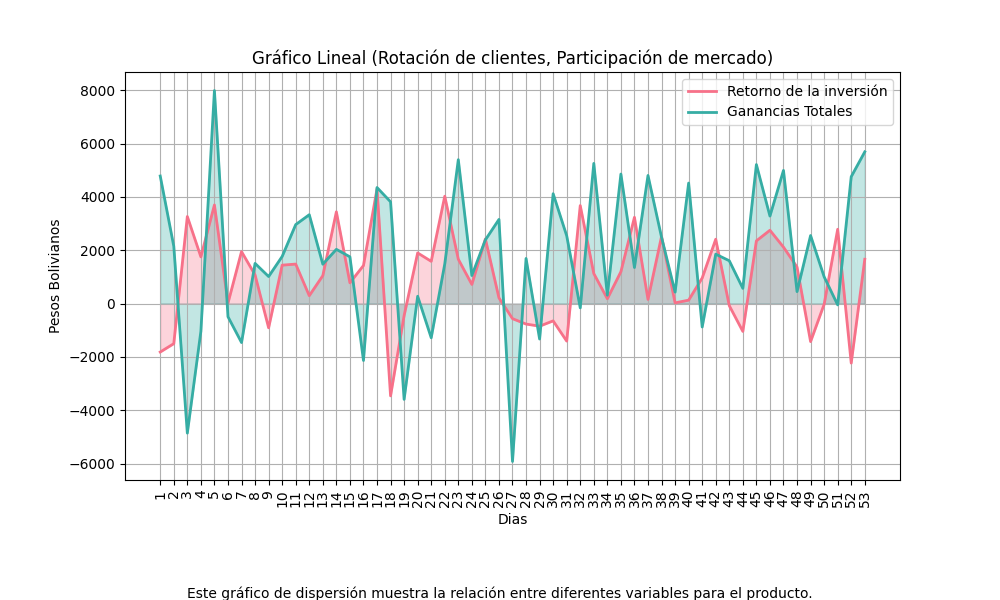 Gráfico Lineal (Rotación de clientes, Participación de mercado)
Retorno de la inversión
Ganancias Totales
8000
6000
4000
2000
0
−2000
−4000
−6000
Pesos Bolivianos
1 2 3 4 5 6 7 8 9 10 11 12 13 14 15 16 17 18 19 20 21 22 23 24 25 26 27 28 29 30 31 32 33 34 35 36 37 38 39 40 41 42 43 44 45 46 47 48 49 50 51 52 53
Dias
Este gráfico de dispersión muestra la relación entre diferentes variables para el producto.